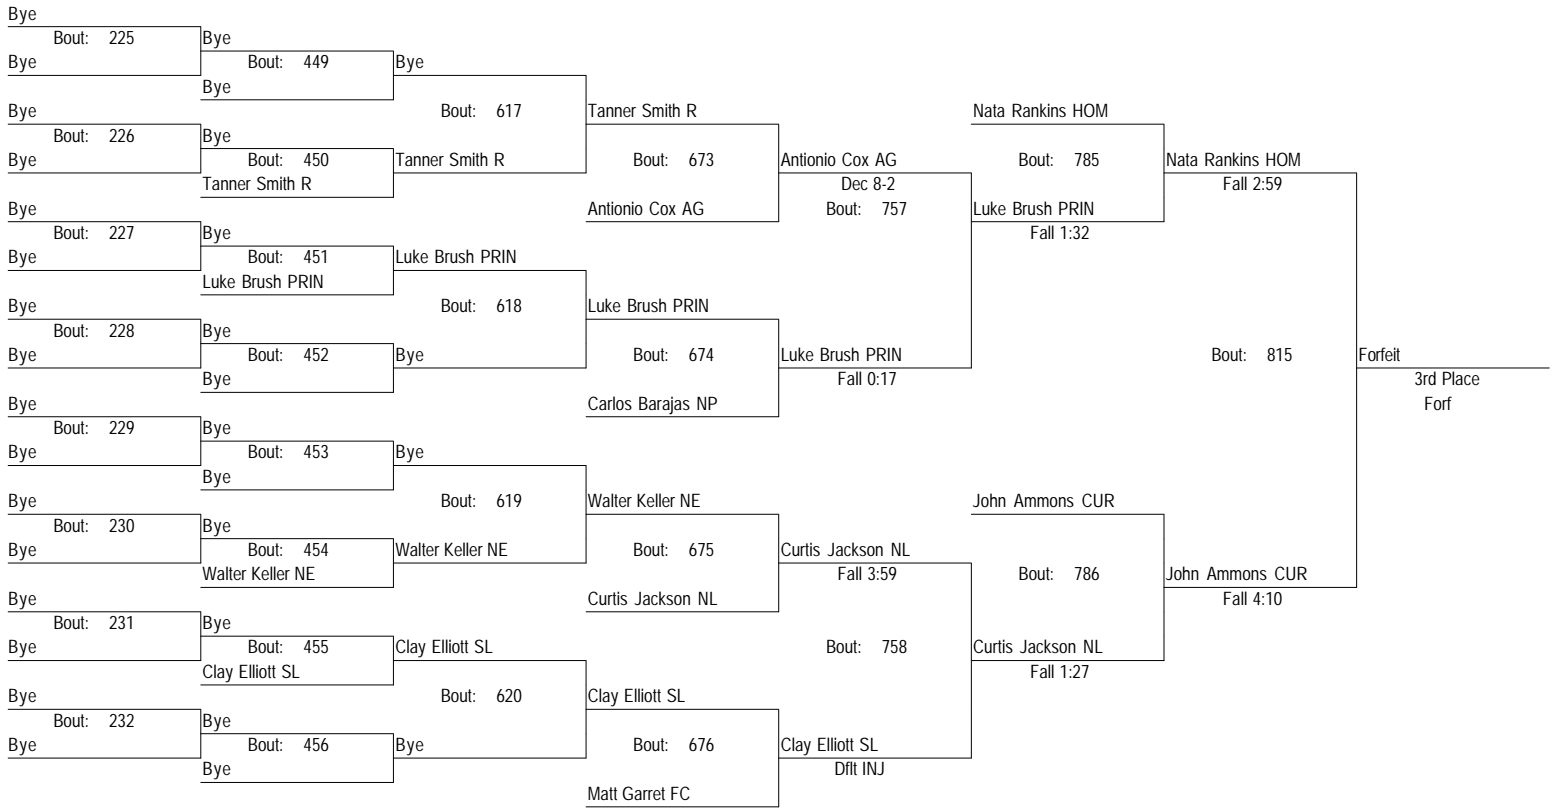 Bye
Bout: 225 Bye
Bye Bout: 449 Bye
Bye
Bye Bout: 617 Tanner Smith R Nata Rankins HOM
Bout: 226 Bye
Bye Bout: 450 Tanner Smith R Bout: 673 Antionio Cox AG Bout: 785 Nata Rankins HOM
Tanner Smith R Dec 8-2 Fall 2:59
Bye Antionio Cox AG Bout: 757 Luke Brush PRIN
Bout: 227 Bye Fall 1:32
Bye Bout: 451 Luke Brush PRIN
Luke Brush PRIN
Bye Bout: 618 Luke Brush PRIN
Bout: 228 Bye
Bye Bout: 452 Bye Bout: 674 Luke Brush PRIN Bout: 815 Forfeit
Bye Fall 0:17 3rd Place
Bye Carlos Barajas NP Forf
Bout: 229 Bye
Bye Bout: 453 Bye
Bye
Bye Bout: 619 Walter Keller NE John Ammons CUR
Bout: 230 Bye
Bye Bout: 454 Walter Keller NE Bout: 675 Curtis Jackson NL
Walter Keller NE Fall 3:59 Bout: 786 John Ammons CUR
Bye Curtis Jackson NL Fall 4:10
Bout: 231 Bye
Bye Bout: 455 Clay Elliott SL Bout: 758 Curtis Jackson NL
Clay Elliott SL Fall 1:27
Bye Bout: 620 Clay Elliott SL
Bout: 232 Bye
Bye Bout: 456 Bye Bout: 676 Clay Elliott SL
Bye Dflt INJ
Matt Garret FC